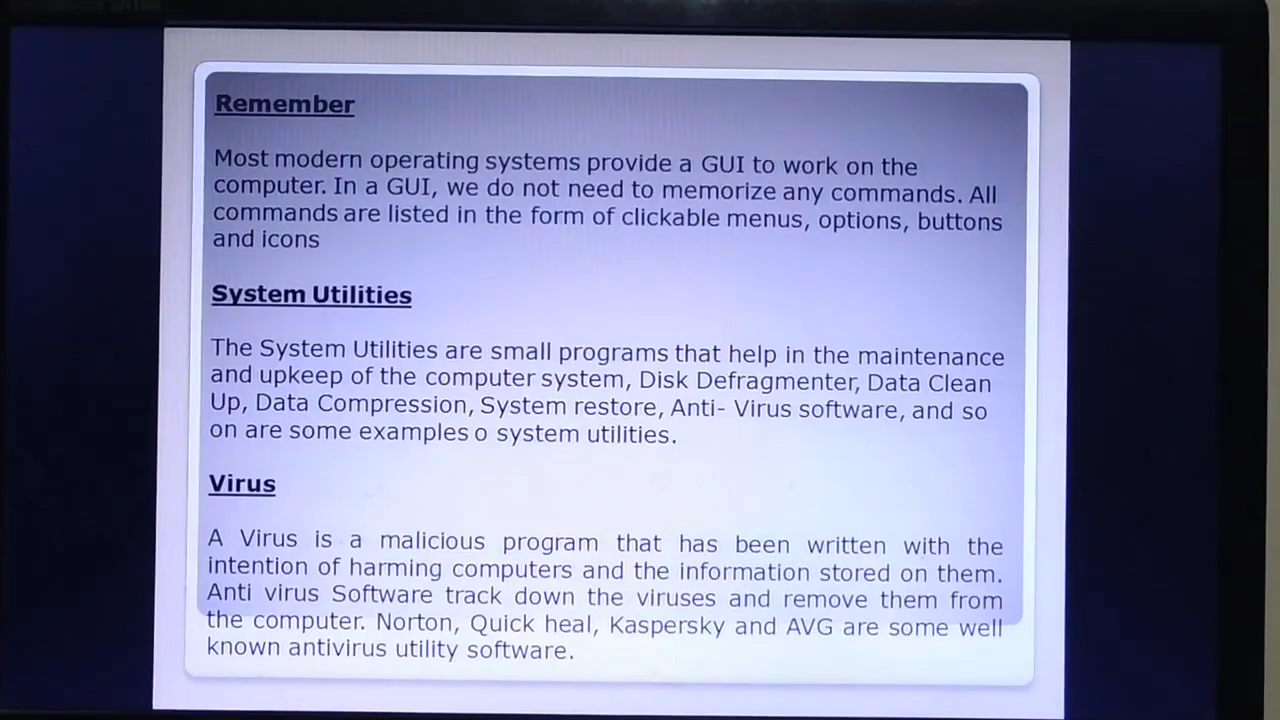 Remember
Most modern operating systems provide a GUI to work on the
computer. In a GUI, we do not need to memorize any commands. All
commands are listed in the form of clickable menus, options, buttons
and icons
System Utilities
The System Utilities are small programs that help in the maintenance
and upkeep of the computer system, Disk Defragmenter, Data Clean
Up, Data Compression, System restore, Anti- Virus software, and so
on are some examples o system utilities.
Virus
A Virus is a malicious program that has been written with the
intention of harming computers and the information stored on them.
Anti virus Software track down the viruses and remove them from
the computer. Norton, Quick heal, Kaspersky and AVG are some well
known antivirus utility software.